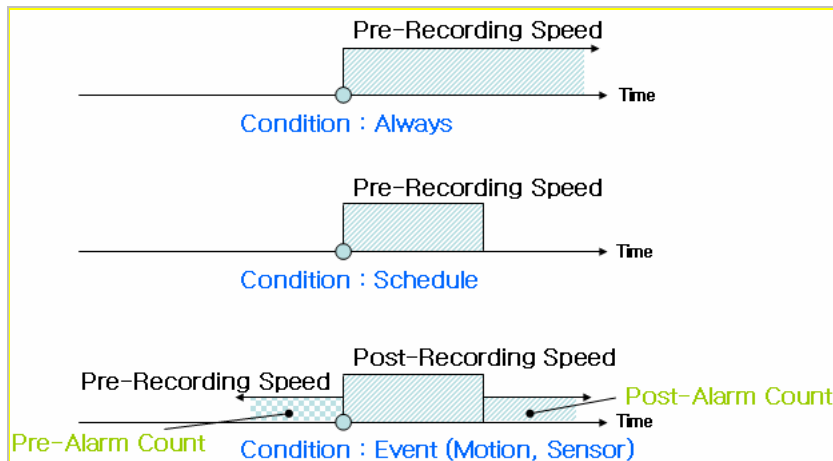 Pre-Recording Speed
Time
Condition : Always
Pre-Recording Speed
Time
Condition : Schedule
Post-Recording Speed
Pre-Recording Speed
Post-Alarm Count
Time
Pre-Alarm Count
Condition : Event (Motion, Sensor)